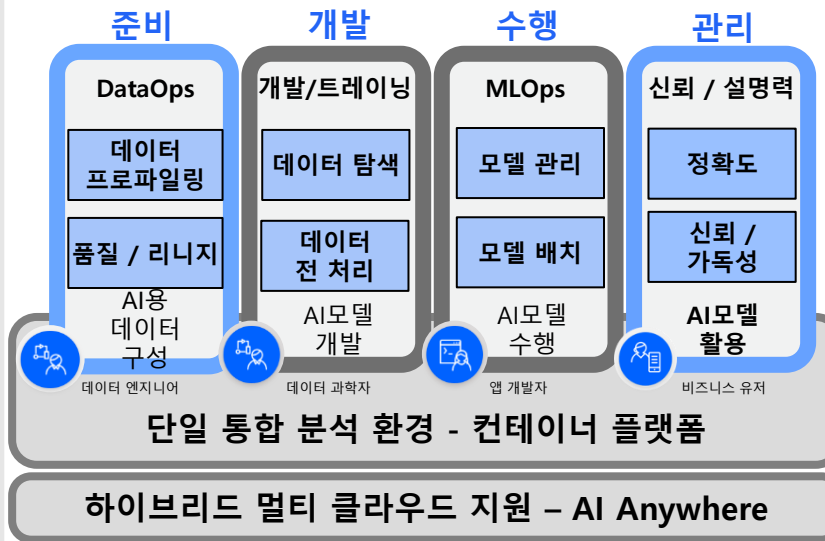 준비
개발
수행
관리
DataOps
데이터
프로파일링
품질 / 리니지
AI용
데이터
구성
데이터 엔지니어
개발/트레이닝
데이터 탐색
데이터
전 처리
AI모델
개발
데이터 과학자
MLOps
모델 관리
모델 배치
AI모델
수행
앱 개발자
신뢰 / 설명력
정확도
신뢰 /
가독성
AI모델
활용
비즈니스 유저
단일 통합 분석 환경 - 컨테이너 플랫폼
하이브리드 멀티 클라우드 지원 – AI Anywhere